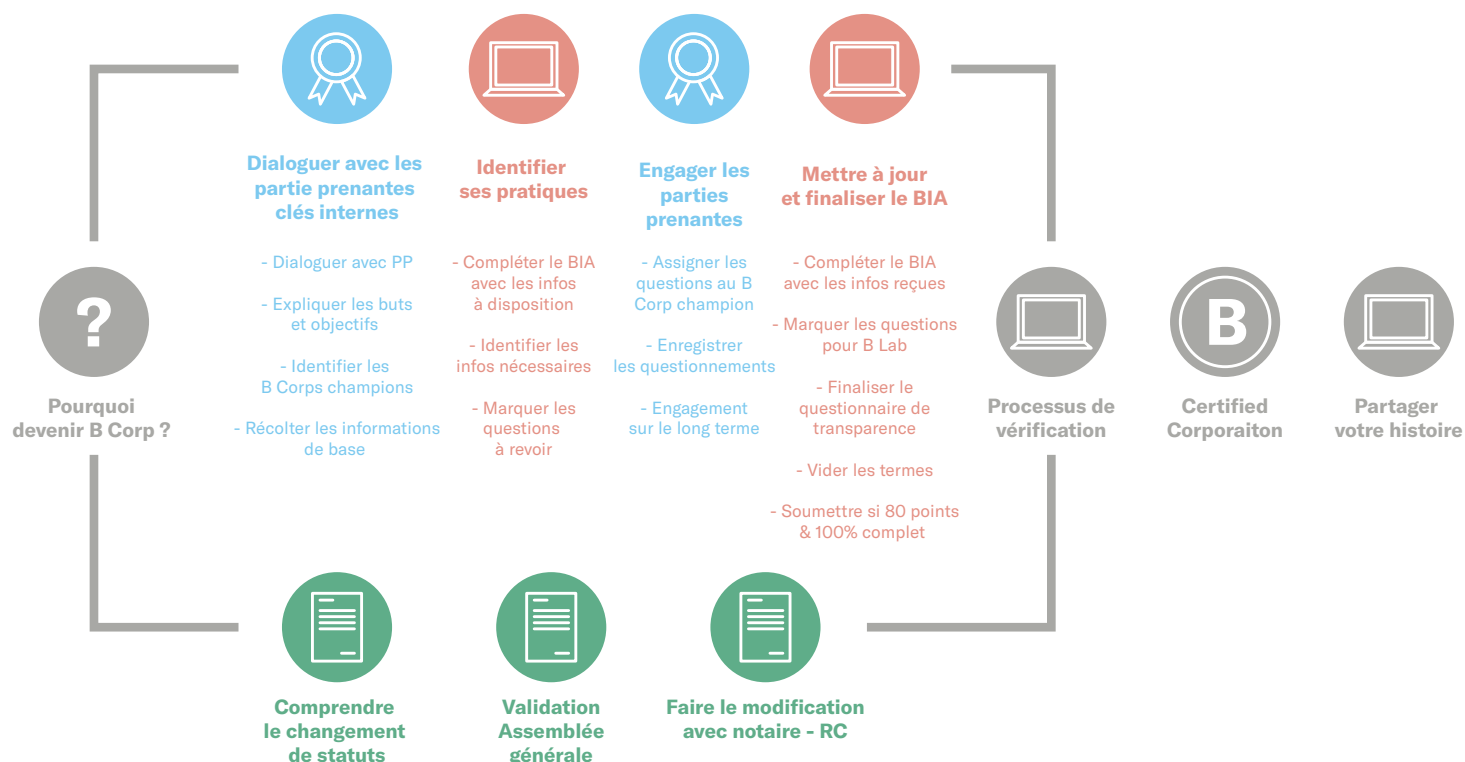 ?
Pourquoi
devenir B Corp ?
Dialoguer avec les
partie prenantes
clés internes
- Dialoguer avec PP
- Expliquer les buts
et objectifs
- Identifier les
B Corps champions
- Récolter les informations
de base
Identifier
ses pratiques
- Compléter le BIA
avec les infos
à disposition
- Identifier les
infos nécessaires
- Marquer les
questions
à revoir
Engager les
parties
prenantes
- Assigner les
questions au B
Corp champion
- Enregistrer
les questionnements
- Engagement
sur le long terme
Mettre à jour
et finaliser le BIA
- Compléter le BIA
avec les infos reçues
- Marquer les questions
pour B Lab
- Finaliser le
questionnaire de
transparence
- Vider les termes
- Soumettre si 80 points
& 100% complet
Comprendre
le changement
de statuts
Validation
Assemblée
générale
Faire le modification
avec notaire - RC
Processus de
vérification
B
Certified
Corporaiton
Partager
votre histoire